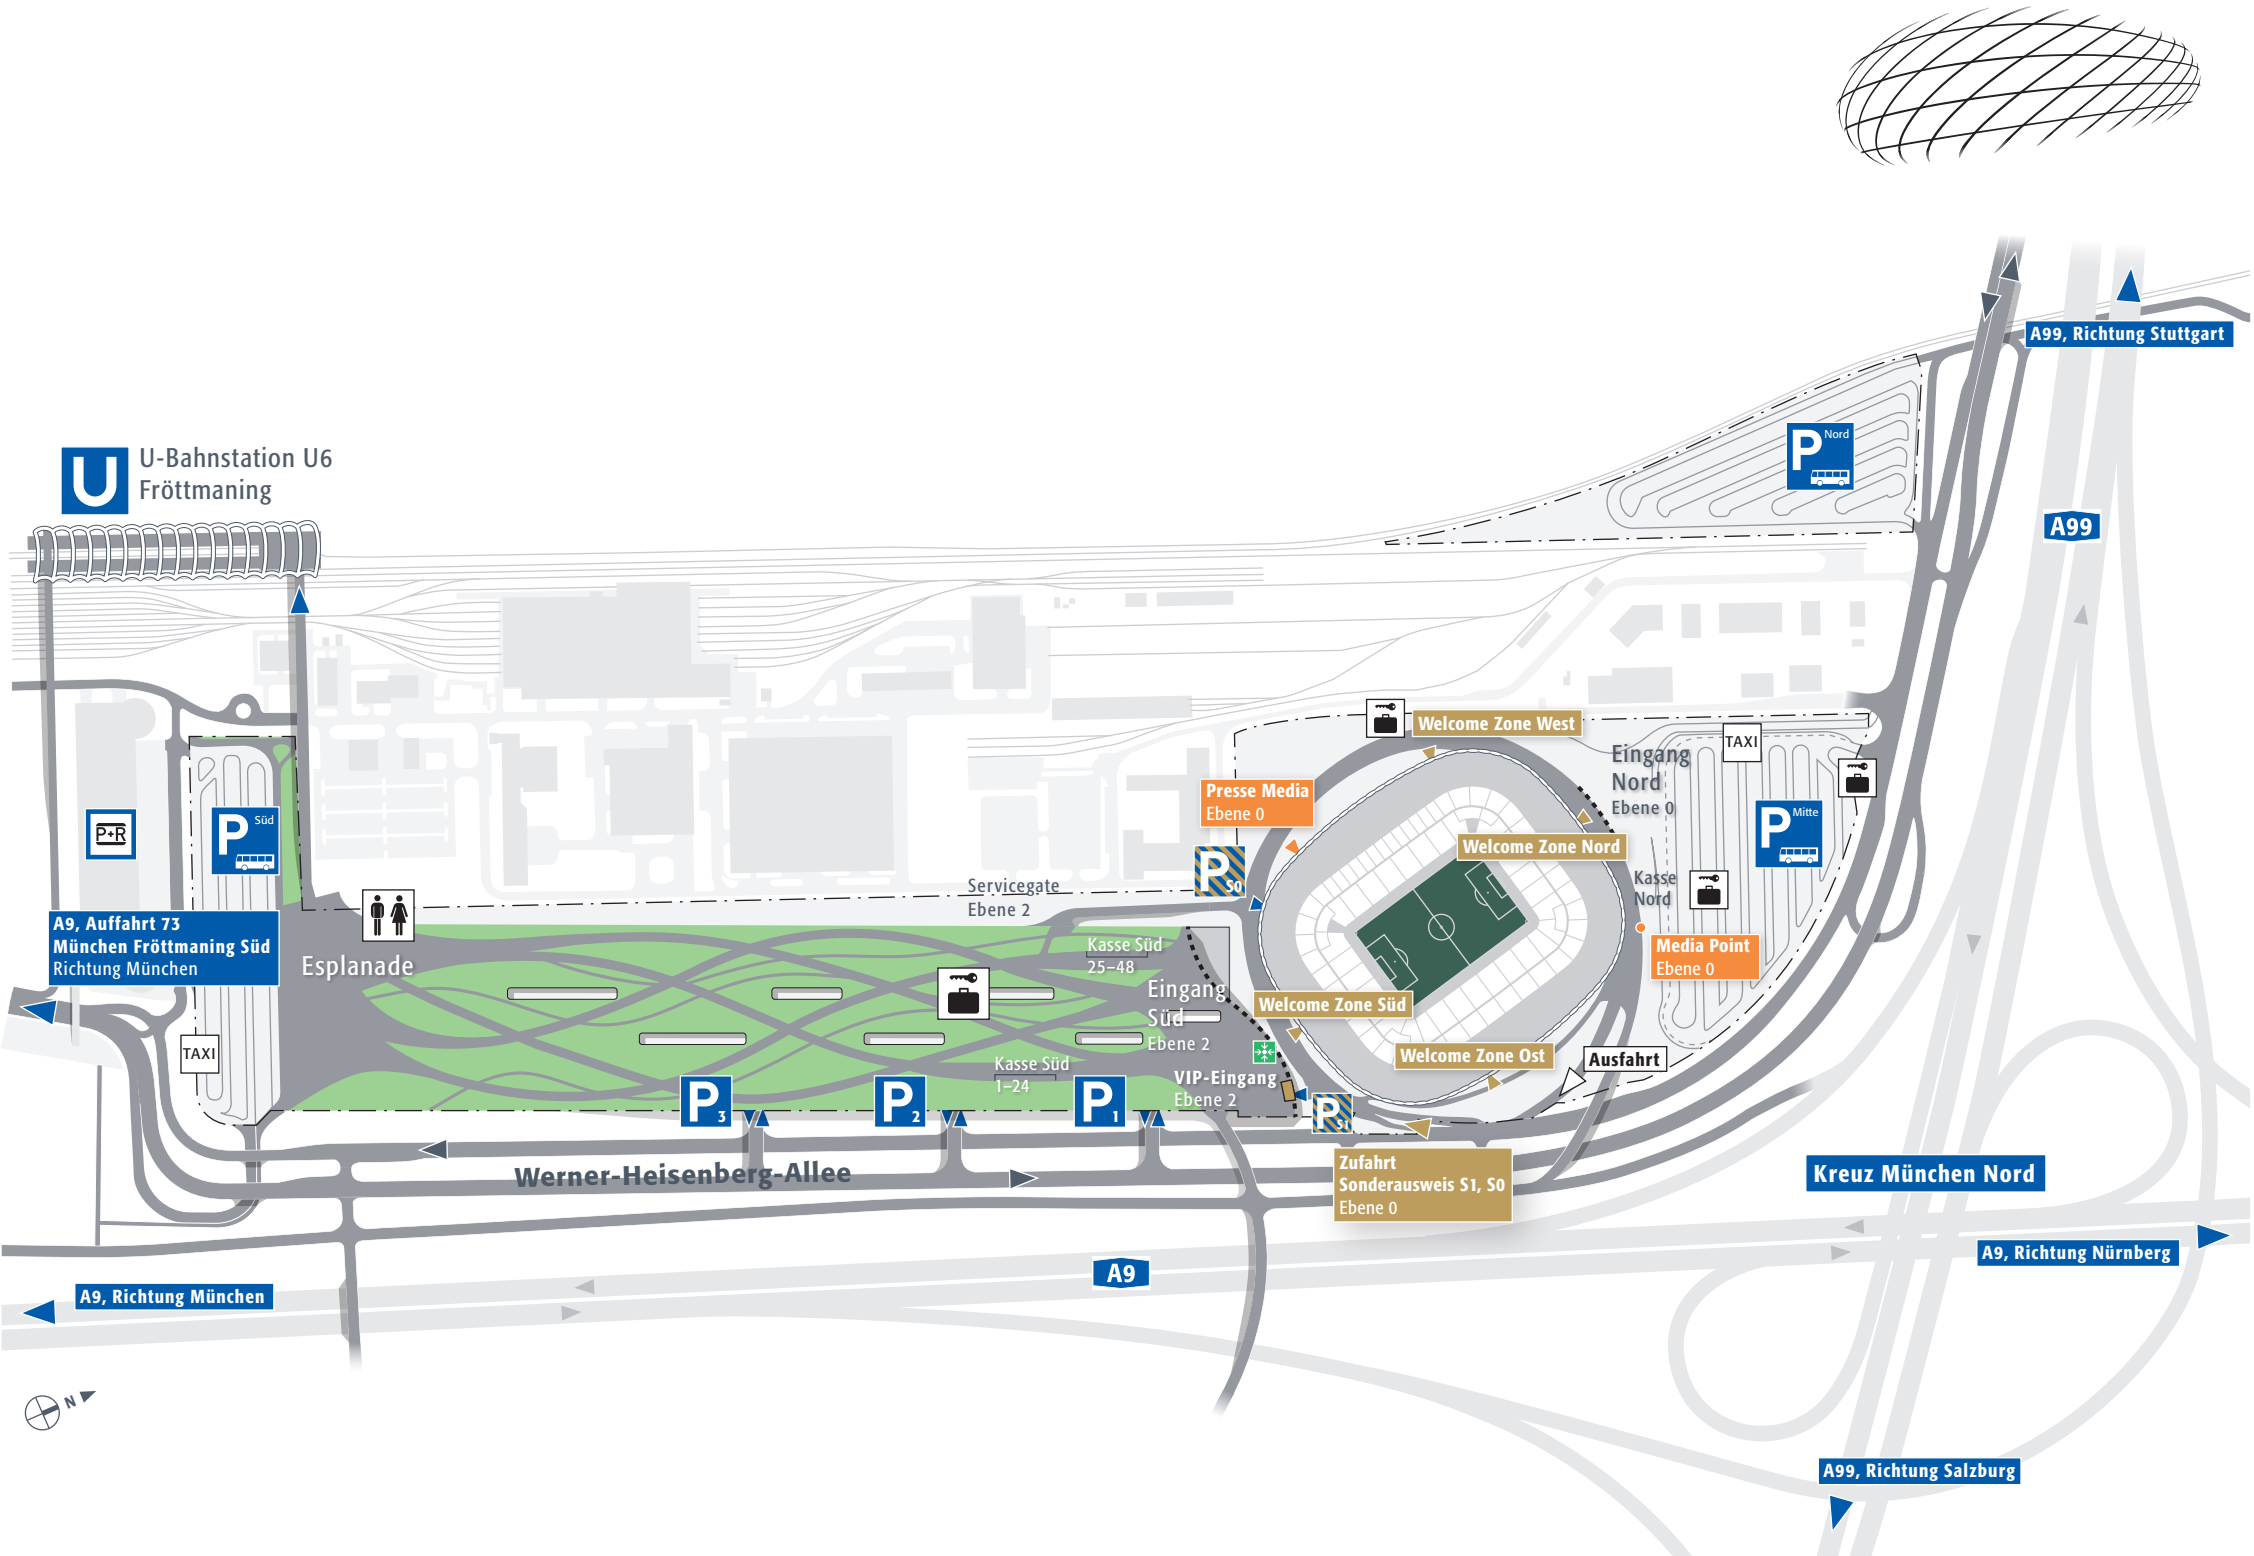 A99, Richtung Stuttgart
U
U-Bahnstation U6
Fröttmaning
P Nord
A99
Welcome Zone West
Eingang
Nord
Ebene 0
TAXI
Presse Media
Ebene 0
P+R
P Süd
P Mitte
Welcome Zone Nord
P S0
Servicegate
Ebene 2
Kasse
Nord
A9, Auffahrt 73
München Fröttmaning Süd
Richtung München
Esplanade
Kasse Süd
25–48
Media Point
Ebene 0
Eingang
Süd
Ebene 2
Welcome Zone Süd
TAXI
Kasse Süd
1–24
Welcome Zone Ost
Ausfahrt
VIP-Eingang
Ebene 2
P3
P2
P1
P S1
Werner-Heisenberg-Allee
Zufahrt
Sonderausweis S1, S0
Ebene 0
Kreuz München Nord
A9, Richtung Nürnberg
A9
A9, Richtung München
N
A99, Richtung Salzburg